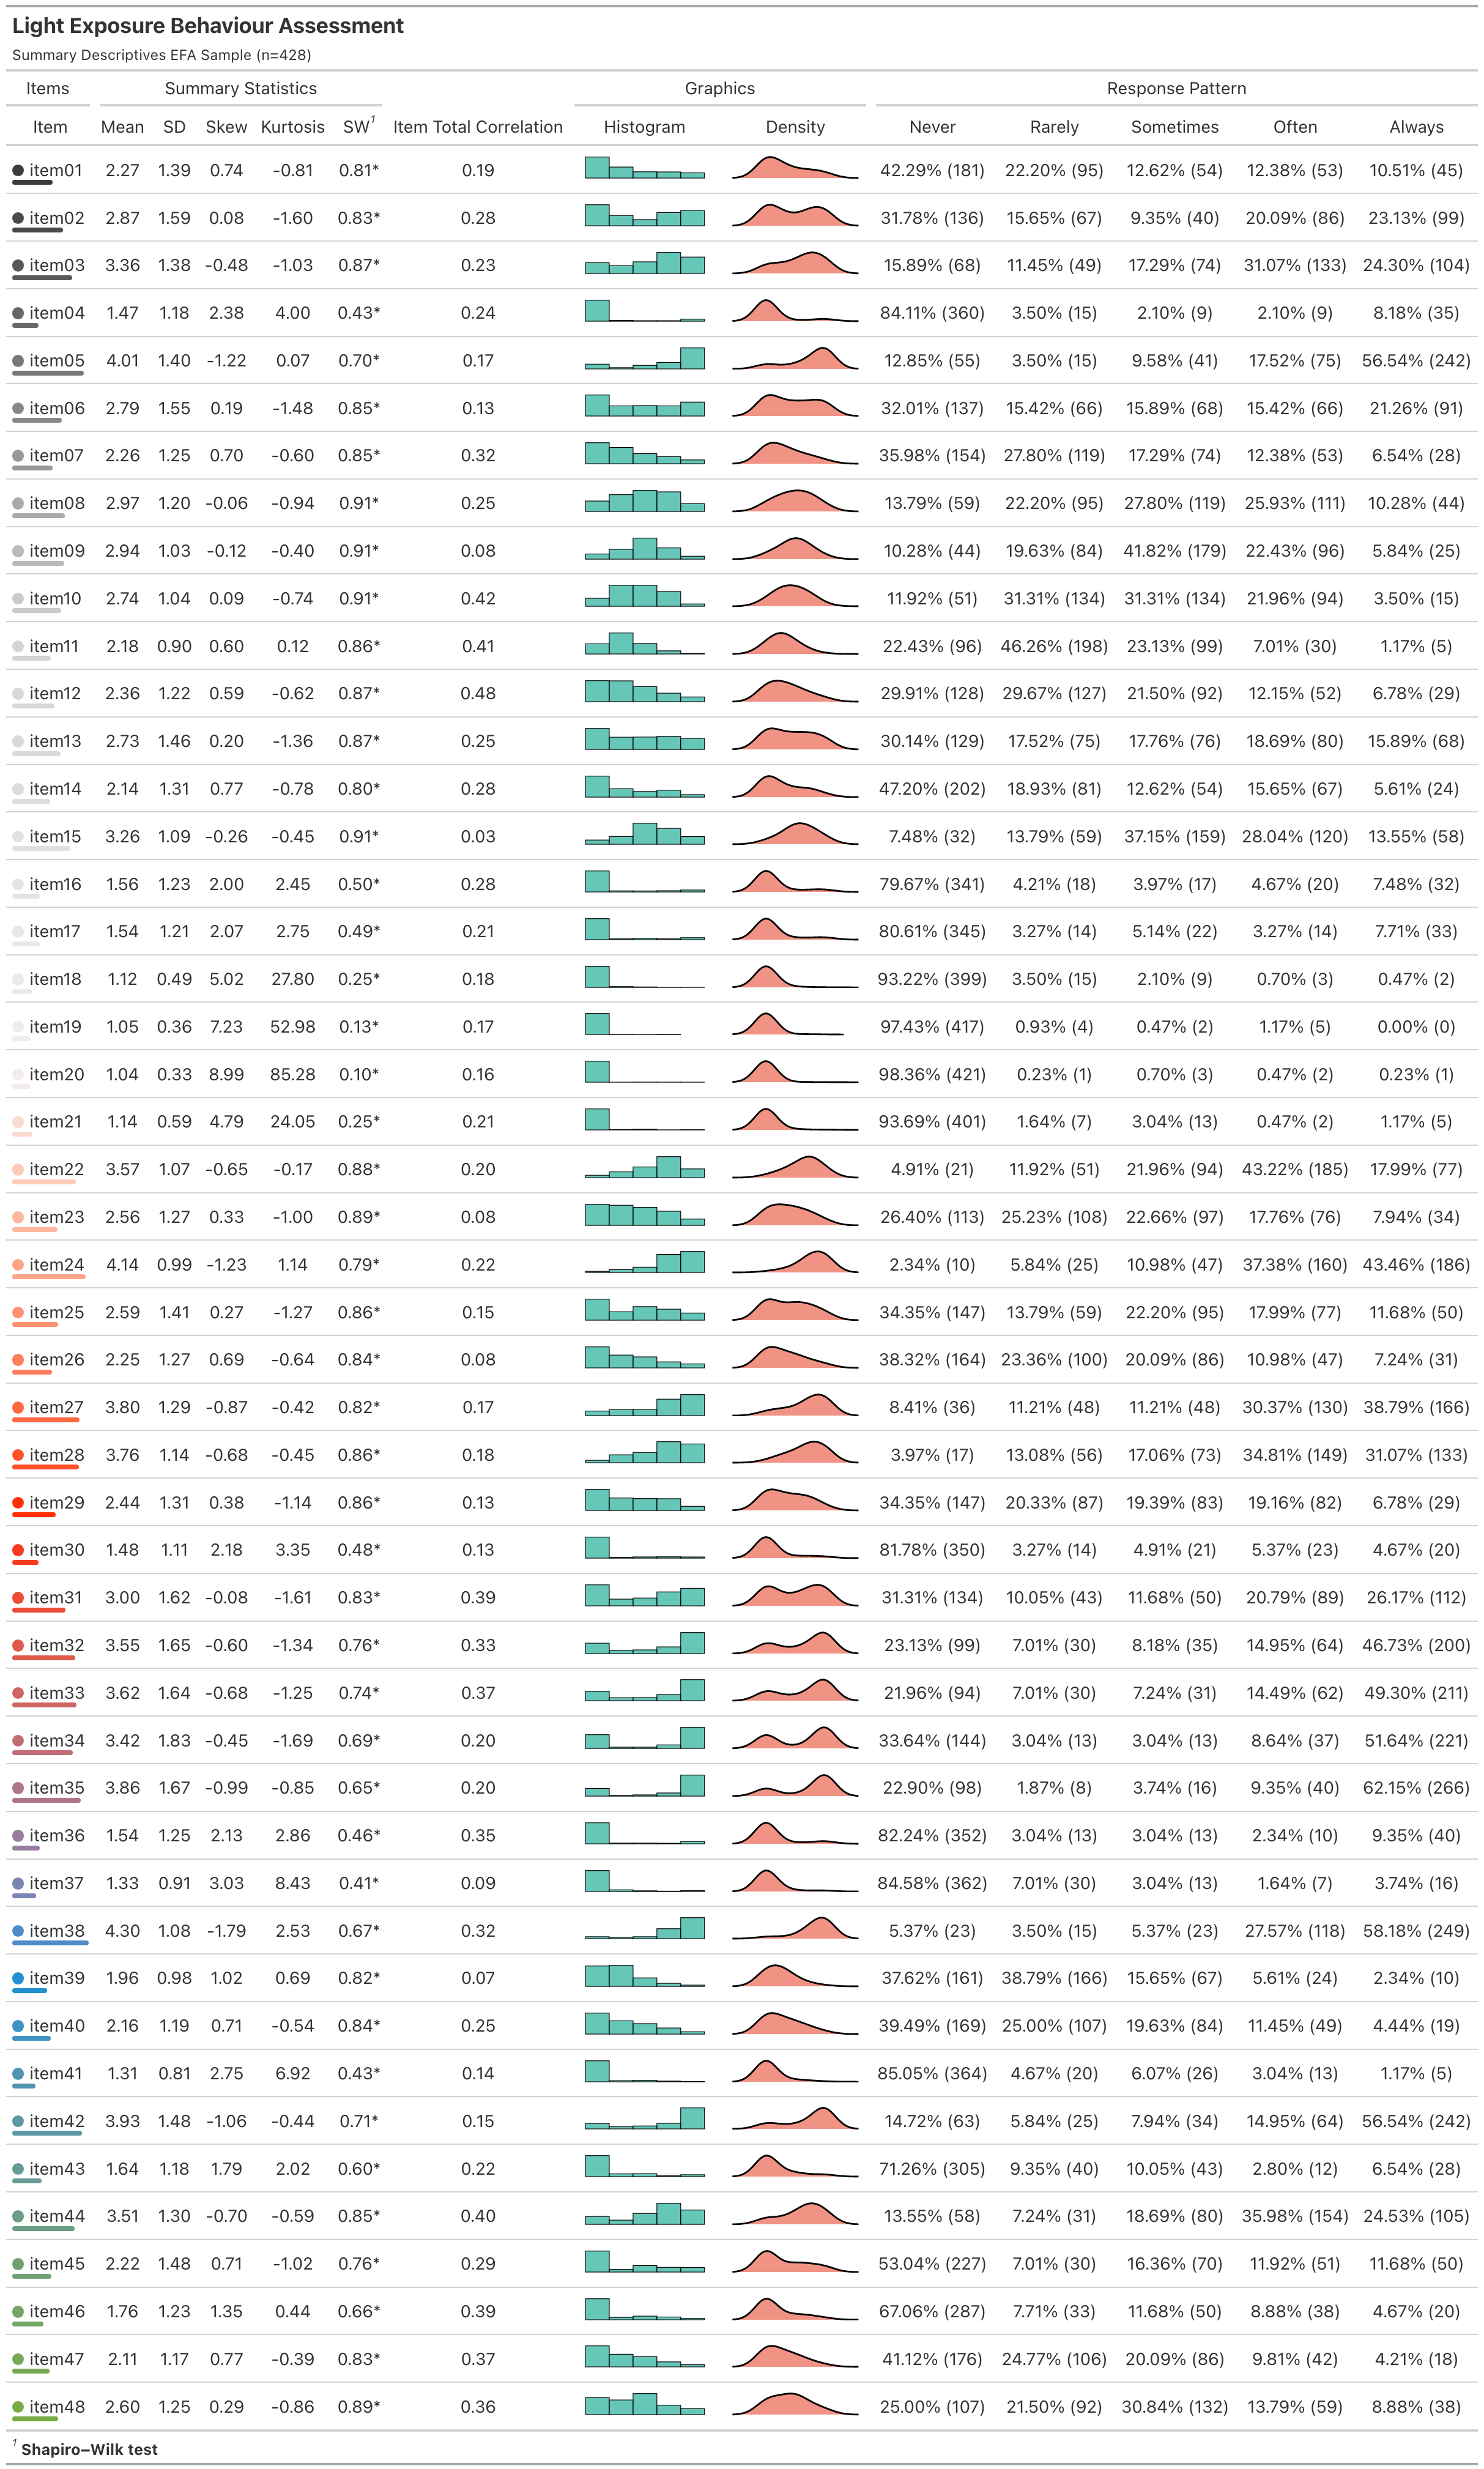 Light Exposure Behaviour Assessment
Summary Descriptives EFA Sample (n=428)
Items Summary Statistics Graphics Response Pattern
Item Mean SD Skew Kurtosis SW1 Item Total Correlation Histogram Density Never Rarely Sometimes Often Always
item01 2.27 1.39 0.74 -0.81 0.81* 0.19 42.29% (181) 22.20% (95) 12.62% (54) 12.38% (53) 10.51% (45)
item02 2.87 1.59 0.08 -1.60 0.83* 0.28 31.78% (136) 15.65% (67) 9.35% (40) 20.09% (86) 23.13% (99)
item03 3.36 1.38 -0.48 -1.03 0.87* 0.23 15.89% (68) 11.45% (49) 17.29% (74) 31.07% (133) 24.30% (104)
item04 1.47 1.18 2.38 4.00 0.43* 0.24 84.11% (360) 3.50% (15) 2.10% (9) 2.10% (9) 8.18% (35)
item05 4.01 1.40 -1.22 0.07 0.70* 0.17 12.85% (55) 3.50% (15) 9.58% (41) 17.52% (75) 56.54% (242)
item06 2.79 1.55 0.19 -1.48 0.85* 0.13 32.01% (137) 15.42% (66) 15.89% (68) 15.42% (66) 21.26% (91)
item07 2.26 1.25 0.70 -0.60 0.85* 0.32 35.98% (154) 27.80% (119) 17.29% (74) 12.38% (53) 6.54% (28)
item08 2.97 1.20 -0.06 -0.94 0.91* 0.25 13.79% (59) 22.20% (95) 27.80% (119) 25.93% (111) 10.28% (44)
item09 2.94 1.03 -0.12 -0.40 0.91* 0.08 10.28% (44) 19.63% (84) 41.82% (179) 22.43% (96) 5.84% (25)
item10 2.74 1.04 0.09 -0.74 0.91* 0.42 11.92% (51) 31.31% (134) 31.31% (134) 21.96% (94) 3.50% (15)
item11 2.18 0.90 0.60 0.12 0.86* 0.41 22.43% (96) 46.26% (198) 23.13% (99) 7.01% (30) 1.17% (5)
item12 2.36 1.22 0.59 -0.62 0.87* 0.48 29.91% (128) 29.67% (127) 21.50% (92) 12.15% (52) 6.78% (29)
item13 2.73 1.46 0.20 -1.36 0.87* 0.25 30.14% (129) 17.52% (75) 17.76% (76) 18.69% (80) 15.89% (68)
item14 2.14 1.31 0.77 -0.78 0.80* 0.28 47.20% (202) 18.93% (81) 12.62% (54) 15.65% (67) 5.61% (24)
item15 3.26 1.09 -0.26 -0.45 0.91* 0.03 7.48% (32) 13.79% (59) 37.15% (159) 28.04% (120) 13.55% (58)
item16 1.56 1.23 2.00 2.45 0.50* 0.28 79.67% (341) 4.21% (18) 3.97% (17) 4.67% (20) 7.48% (32)
item17 1.54 1.21 2.07 2.75 0.49* 0.21 80.61% (345) 3.27% (14) 5.14% (22) 3.27% (14) 7.71% (33)
item18 1.12 0.49 5.02 27.80 0.25* 0.18 93.22% (399) 3.50% (15) 2.10% (9) 0.70% (3) 0.47% (2)
item19 1.05 0.36 7.23 52.98 0.13* 0.17 97.43% (417) 0.93% (4) 0.47% (2) 1.17% (5) 0.00% (0)
item20 1.04 0.33 8.99 85.28 0.10* 0.16 98.36% (421) 0.23% (1) 0.70% (3) 0.47% (2) 0.23% (1)
item21 1.14 0.59 4.79 24.05 0.25* 0.21 93.69% (401) 1.64% (7) 3.04% (13) 0.47% (2) 1.17% (5)
item22 3.57 1.07 -0.65 -0.17 0.88* 0.20 4.91% (21) 11.92% (51) 21.96% (94) 43.22% (185) 17.99% (77)
item23 2.56 1.27 0.33 -1.00 0.89* 0.08 26.40% (113) 25.23% (108) 22.66% (97) 17.76% (76) 7.94% (34)
item24 4.14 0.99 -1.23 1.14 0.79* 0.22 2.34% (10) 5.84% (25) 10.98% (47) 37.38% (160) 43.46% (186)
item25 2.59 1.41 0.27 -1.27 0.86* 0.15 34.35% (147) 13.79% (59) 22.20% (95) 17.99% (77) 11.68% (50)
item26 2.25 1.27 0.69 -0.64 0.84* 0.08 38.32% (164) 23.36% (100) 20.09% (86) 10.98% (47) 7.24% (31)
item27 3.80 1.29 -0.87 -0.42 0.82* 0.17 8.41% (36) 11.21% (48) 11.21% (48) 30.37% (130) 38.79% (166)
item28 3.76 1.14 -0.68 -0.45 0.86* 0.18 3.97% (17) 13.08% (56) 17.06% (73) 34.81% (149) 31.07% (133)
item29 2.44 1.31 0.38 -1.14 0.86* 0.13 34.35% (147) 20.33% (87) 19.39% (83) 19.16% (82) 6.78% (29)
item30 1.48 1.11 2.18 3.35 0.48* 0.13 81.78% (350) 3.27% (14) 4.91% (21) 5.37% (23) 4.67% (20)
item31 3.00 1.62 -0.08 -1.61 0.83* 0.39 31.31% (134) 10.05% (43) 11.68% (50) 20.79% (89) 26.17% (112)
item32 3.55 1.65 -0.60 -1.34 0.76* 0.33 23.13% (99) 7.01% (30) 8.18% (35) 14.95% (64) 46.73% (200)
item33 3.62 1.64 -0.68 -1.25 0.74* 0.37 21.96% (94) 7.01% (30) 7.24% (31) 14.49% (62) 49.30% (211)
item34 3.42 1.83 -0.45 -1.69 0.69* 0.20 33.64% (144) 3.04% (13) 3.04% (13) 8.64% (37) 51.64% (221)
item35 3.86 1.67 -0.99 -0.85 0.65* 0.20 22.90% (98) 1.87% (8) 3.74% (16) 9.35% (40) 62.15% (266)
item36 1.54 1.25 2.13 2.86 0.46* 0.35 82.24% (352) 3.04% (13) 3.04% (13) 2.34% (10) 9.35% (40)
item37 1.33 0.91 3.03 8.43 0.41* 0.09 84.58% (362) 7.01% (30) 3.04% (13) 1.64% (7) 3.74% (16)
item38 4.30 1.08 -1.79 2.53 0.67* 0.32 5.37% (23) 3.50% (15) 5.37% (23) 27.57% (118) 58.18% (249)
item39 1.96 0.98 1.02 0.69 0.82* 0.07 37.62% (161) 38.79% (166) 15.65% (67) 5.61% (24) 2.34% (10)
item40 2.16 1.19 0.71 -0.54 0.84* 0.25 39.49% (169) 25.00% (107) 19.63% (84) 11.45% (49) 4.44% (19)
item41 1.31 0.81 2.75 6.92 0.43* 0.14 85.05% (364) 4.67% (20) 6.07% (26) 3.04% (13) 1.17% (5)
item42 3.93 1.48 -1.06 -0.44 0.71* 0.15 14.72% (63) 5.84% (25) 7.94% (34) 14.95% (64) 56.54% (242)
item43 1.64 1.18 1.79 2.02 0.60* 0.22 71.26% (305) 9.35% (40) 10.05% (43) 2.80% (12) 6.54% (28)
item44 3.51 1.30 -0.70 -0.59 0.85* 0.40 13.55% (58) 7.24% (31) 18.69% (80) 35.98% (154) 24.53% (105)
item45 2.22 1.48 0.71 -1.02 0.76* 0.29 53.04% (227) 7.01% (30) 16.36% (70) 11.92% (51) 11.68% (50)
item46 1.76 1.23 1.35 0.44 0.66* 0.39 67.06% (287) 7.71% (33) 11.68% (50) 8.88% (38) 4.67% (20)
item47 2.11 1.17 0.77 -0.39 0.83* 0.37 41.12% (176) 24.77% (106) 20.09% (86) 9.81% (42) 4.21% (18)
item48 2.60 1.25 0.29 -0.86 0.89* 0.36 25.00% (107) 21.50% (92) 30.84% (132) 13.79% (59) 8.88% (38)
1 Shapiro–Wilk test